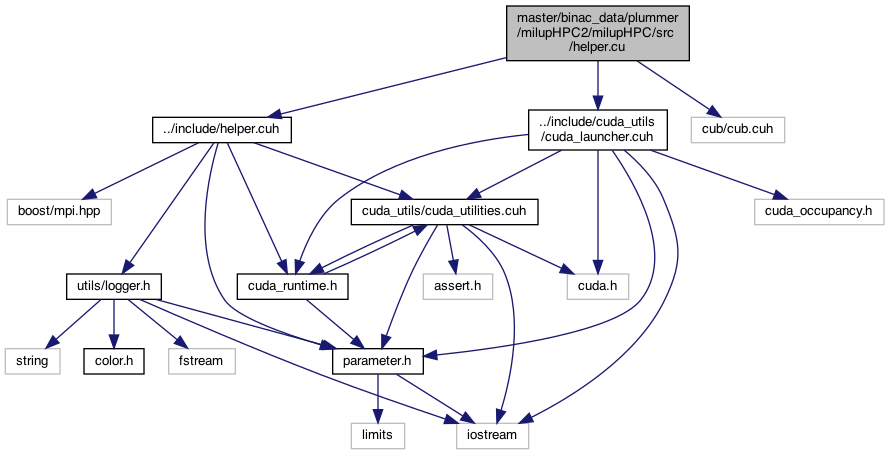 master/binac_data/plummer
/milupHPC2/milupHPC/src
/helper.cu
../include/helper.cuh
../include/cuda_utils
/cuda_launcher.cuh
cub/cub.cuh
boost/mpi.hpp
cuda_utils/cuda_utilities.cuh
cuda_occupancy.h
utils/logger.h
cuda_runtime.h
assert.h
cuda.h
string
color.h
fstream
parameter.h
limits
iostream